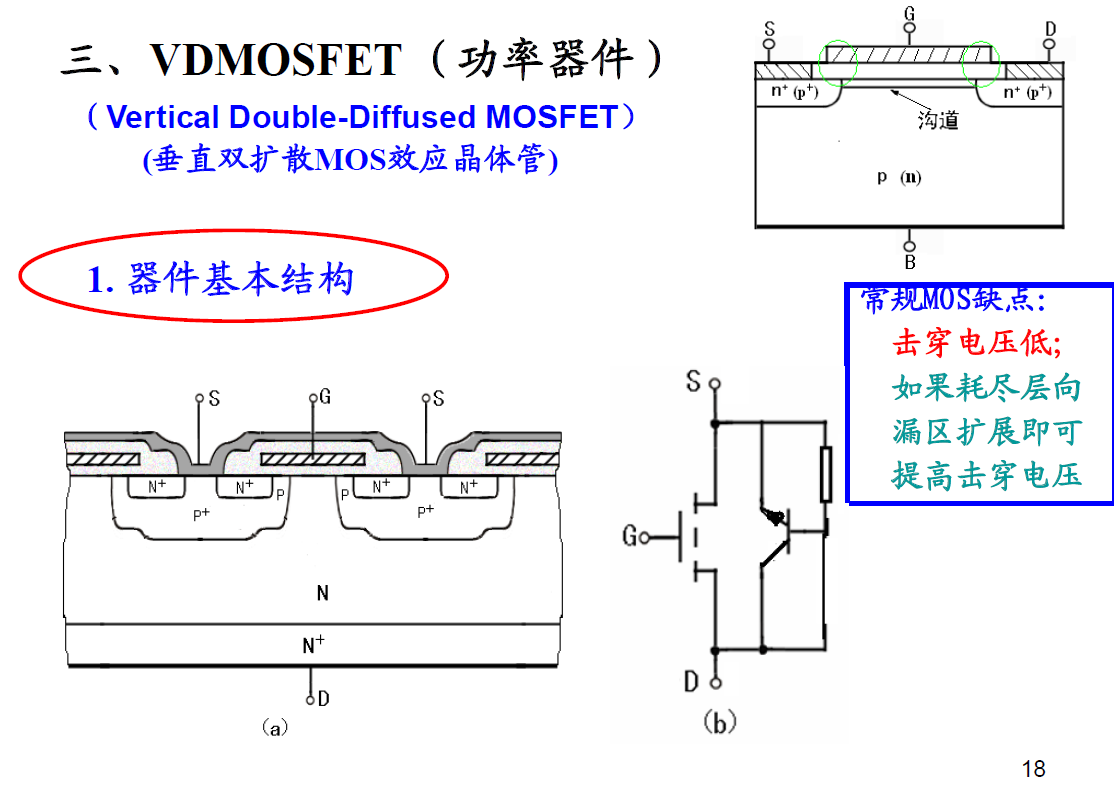 三、VDMOSFET（功率器件）
（Vertical Double-Diffused MOSFET）
(垂直双扩散MOS效应晶体管)
G
S
D
n⁺ (p⁺)
n⁺ (p⁺)
沟道
p (n)
B
1. 器件基本结构
常规MOS缺点:
击穿电压低;
如果耗尽层向
漏区扩展即可
提高击穿电压
S
G
S
N⁺
N⁺
P
P
N⁺
N⁺
P⁺
P⁺
N
N⁺
D
(a)
S
G
D
(b)
18